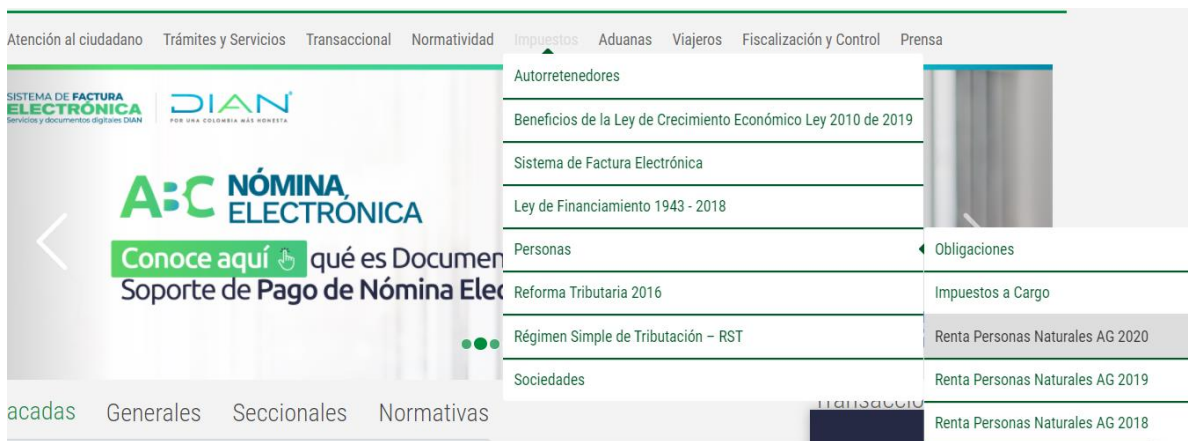 Atención al ciudadano Trámites y Servicios Transaccional Normatividad Impuestos Aduanas Viajeros Fiscalización y Control Prensa
Autorretenedores
Beneficios de la Ley de Crecimiento Económico Ley 2010 de 2019
Sistema de Factura Electrónica
Ley de Financiamiento 1943 - 2018
Personas
Reforma Tributaria 2016
Régimen Simple de Tributación – RST
Sociedades
Obligaciones
Impuestos a Cargo
Renta Personas Naturales AG 2020
Renta Personas Naturales AG 2019
Renta Personas Naturales AG 2018
SISTEMA DE FACTURA
ELECTRÓNICA
Servicios y documentos digitales DIAN
DIAN
POR UNA COLOMBIA MÁS HONESTA
ABC NÓMINA
ELECTRÓNICA
Conoce aquí qué es Documen
Soporte de Pago de Nómina Elec
acadas Generales Seccionales Normativas
Transaccio